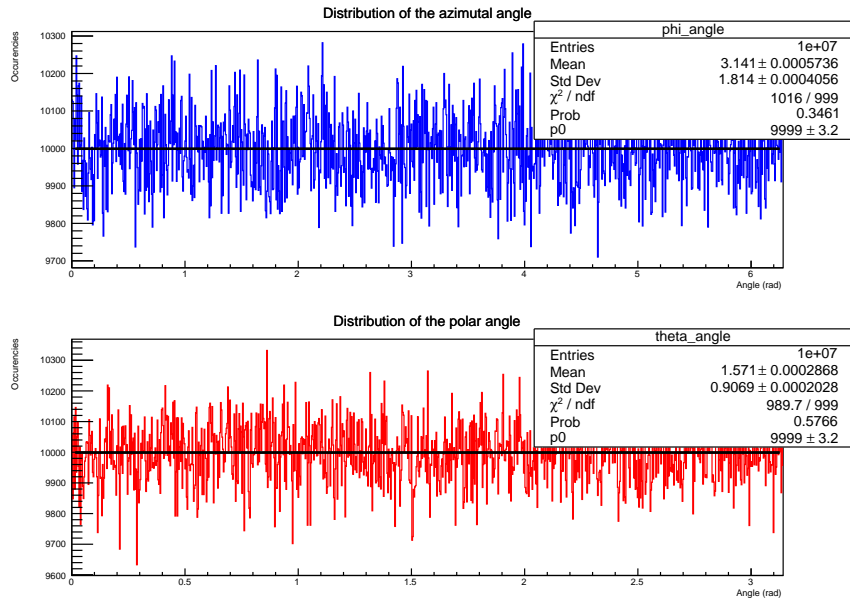 Distribution of the azimutal angle
phi_angle
Entries 1e+07
Mean 3.141 ± 0.0005736
Std Dev 1.814 ± 0.0004056
χ² / ndf 1016 / 999
Prob 0.3461
p0 9999 ± 3.2
Occurencies
10300
10200
10100
10000
9900
9800
9700
0 1 2 3 4 5 6
Angle (rad)
Distribution of the polar angle
theta_angle
Entries 1e+07
Mean 1.571 ± 0.0002868
Std Dev 0.9069 ± 0.0002028
χ² / ndf 989.7 / 999
Prob 0.5766
p0 9999 ± 3.2
Occurencies
10300
10200
10100
10000
9900
9800
9700
9600
0 0.5 1 1.5 2 2.5 3
Angle (rad)